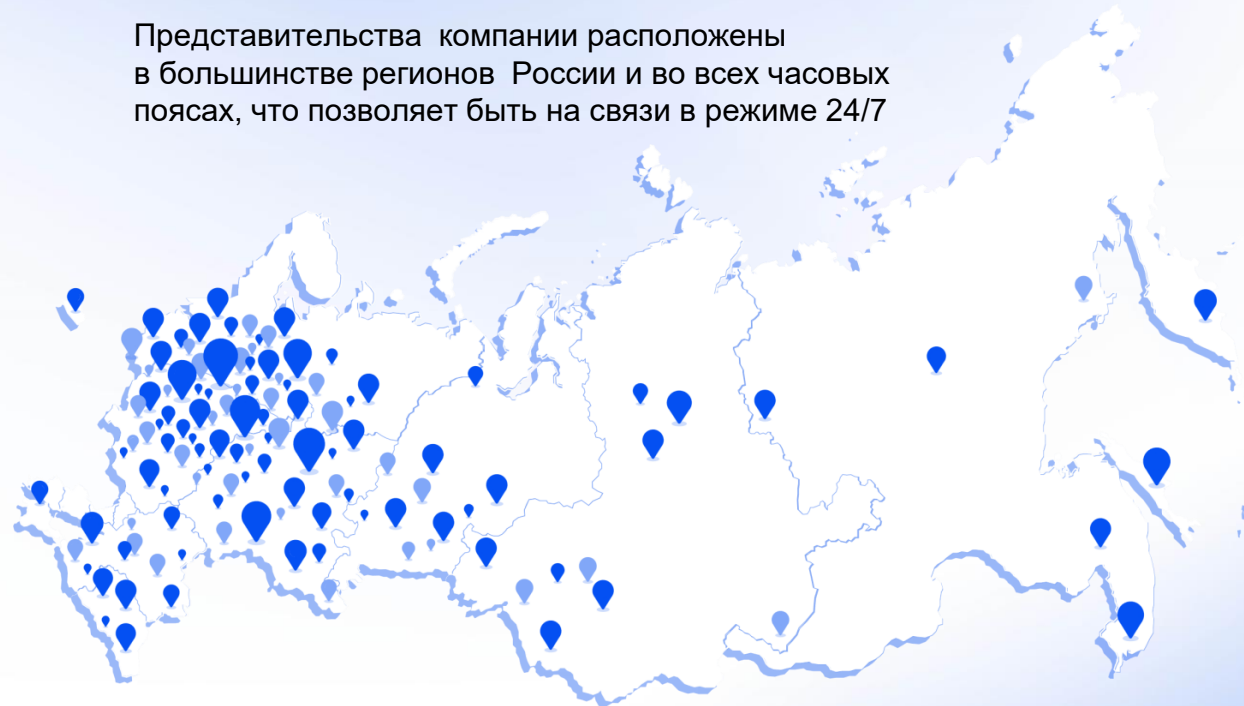 Представительства  компании расположены
в большинстве регионов  России и во всех часовых
поясах, что позволяет быть на связи в режиме 24/7